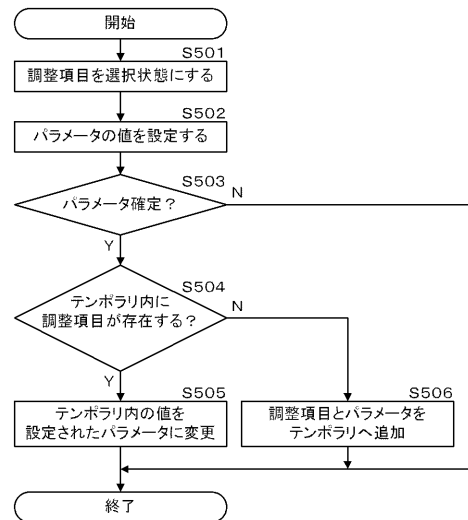 開始
S501
調整項目を選択状態にする
S502
パラメータの値を設定する
S503
パラメータ確定？
N
Y
S504
テンポラリ内に
調整項目が存在する？
N
Y
S505
テンポラリ内の値を
設定されたパラメータに変更
S506
調整項目とパラメータを
テンポラリへ追加
終了